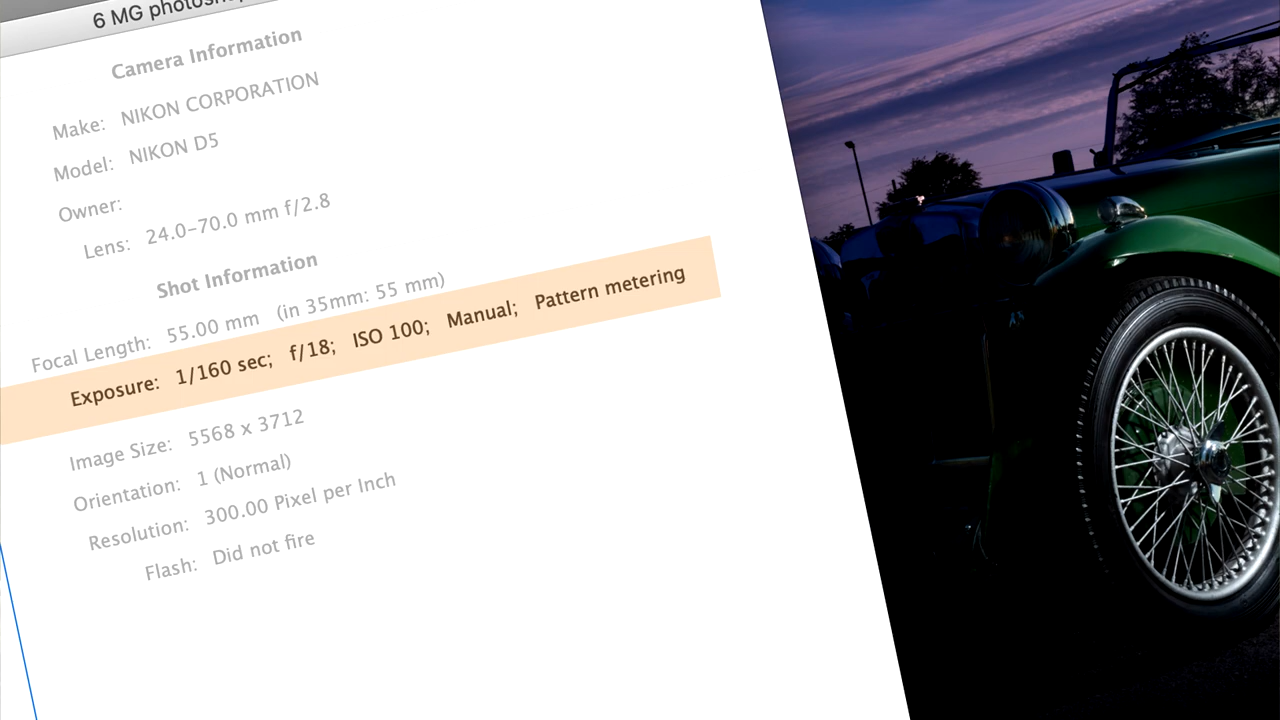 6 MG
Camera Information
Make: NIKON CORPORATION
Model: NIKON D5
Owner:
Lens: 24.0-70.0 mm f/2.8
Shot Information
Focal Length: 55.00 mm (in 35mm: 55 mm)
Exposure: 1/160 sec; f/18; ISO 100; Manual; Pattern metering
Image Size: 5568 x 3712
Orientation: 1 (Normal)
Resolution: 300.00 Pixel per Inch
Flash: Did not fire